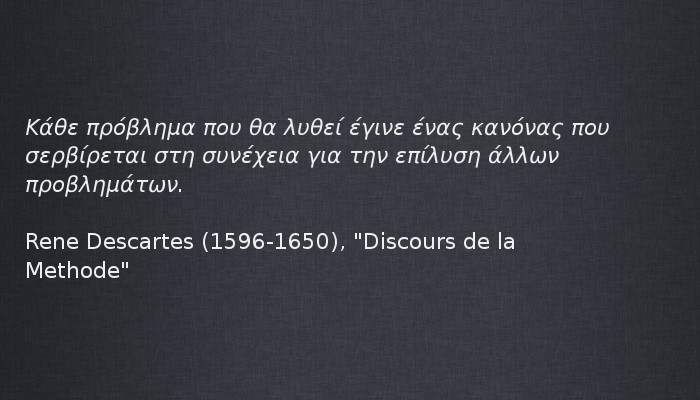 Κάθε πρόβλημα που θα λυθεί έγινε ένας κανόνας που
σερβίρεται στη συνέχεια για την επίλυση άλλων
προβλημάτων.
Rene Descartes (1596-1650), "Discours de la
Methode"